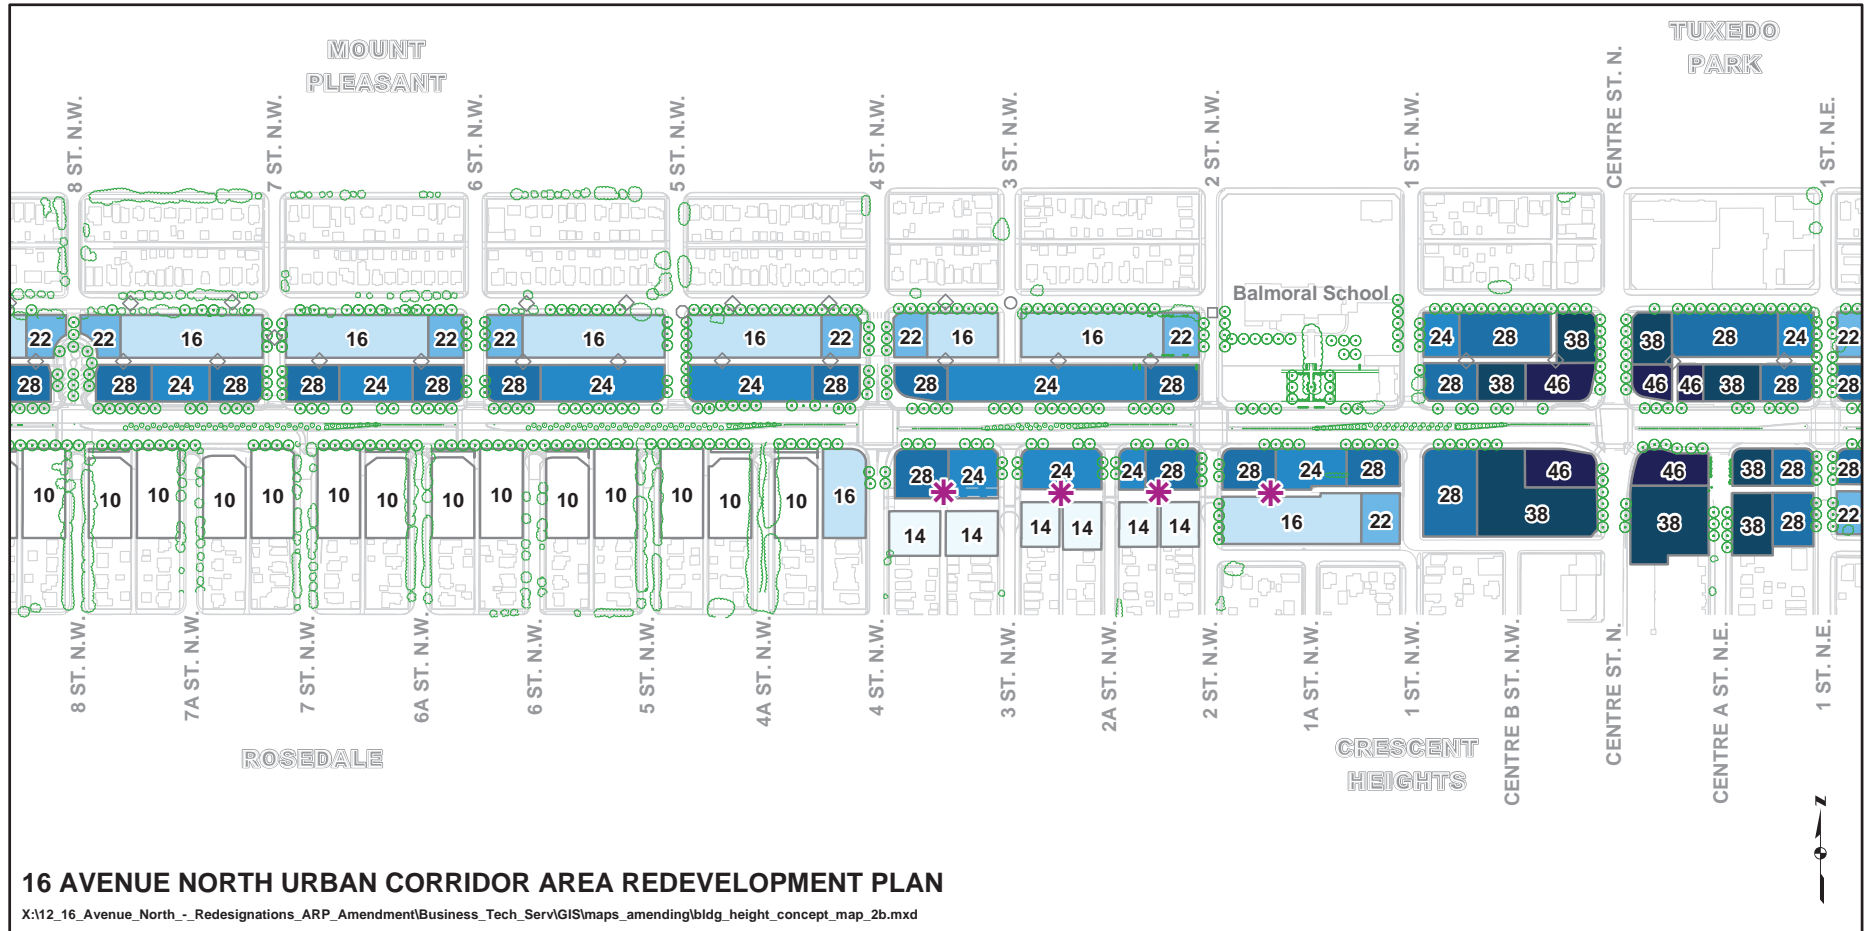 MOUNT
PLEASANT
TUXEDO
PARK
8 ST. N.W.
7 ST. N.W.
6 ST. N.W.
5 ST. N.W.
4 ST. N.W.
3 ST. N.W.
2 ST. N.W.
1 ST. N.W.
CENTRE ST. N.
1 ST. N.E.
Balmoral School
22 22 16 16 22 22 16 16 22 22 16 16 22 24 28 38 38 28 24 22
28 28 24 28 28 24 28 28 24 24 28 28 24 28 28 38 46 46 46 38 28 28
10 10 10 10 10 10 10 10 10 10 10 10 10 16
28 24 24 24 28 28 24 28 28 46 46 38 28 28
14 14 14 14 14 14 16 22 38 38 38 28 22
8 ST. N.W.
7A ST. N.W.
7 ST. N.W.
6A ST. N.W.
6 ST. N.W.
5 ST. N.W.
4A ST. N.W.
4 ST. N.W.
3 ST. N.W.
2A ST. N.W.
2 ST. N.W.
1A ST. N.W.
1 ST. N.W.
CENTRE B ST. N.W.
CENTRE ST. N.
CENTRE A ST. N.E.
1 ST. N.E.
ROSEDALE
CRESCENT
HEIGHTS
Z
16 AVENUE NORTH URBAN CORRIDOR AREA REDEVELOPMENT PLAN
X:\12_16_Avenue_North_-_Redesignations_ARP_Amendment\Business_Tech_Serv\GIS\maps_amending\bldg_height_concept_map_2b.mxd